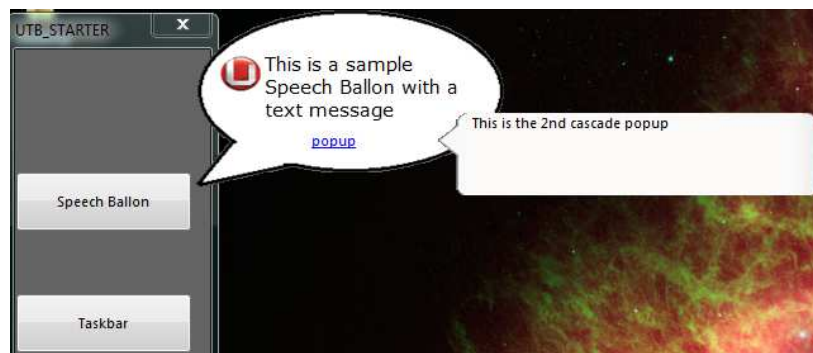 UTB_STARTER
X
This is a sample
Speech Ballon with a
text message
popup
This is the 2nd cascade popup
Speech Ballon
Taskbar